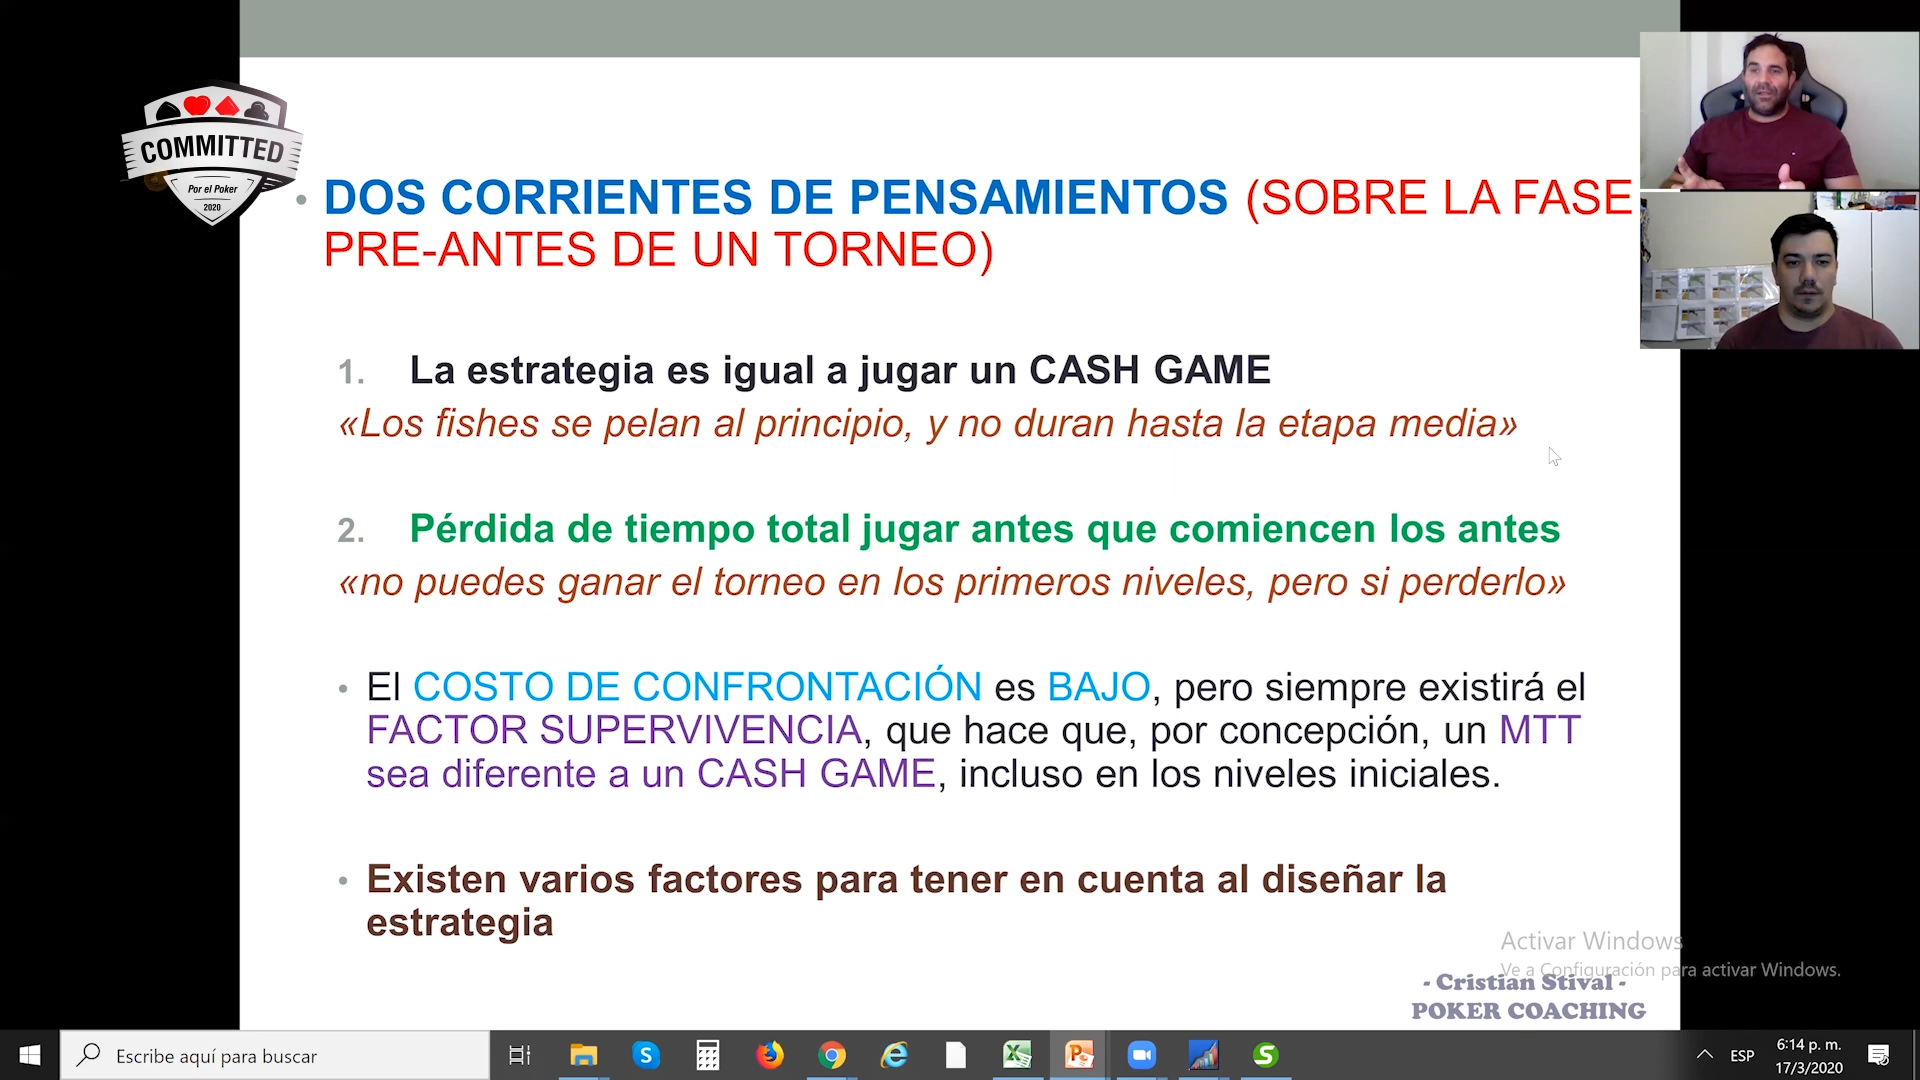 COMMITTED
Por el Poker
2020
• DOS CORRIENTES DE PENSAMIENTOS (SOBRE LA FASE
PRE-ANTES DE UN TORNEO)
1. La estrategia es igual a jugar un CASH GAME
«Los fishes se pelan al principio, y no duran hasta la etapa media»
2. Pérdida de tiempo total jugar antes que comiencen los antes
«no puedes ganar el torneo en los primeros niveles, pero si perderlo»
• El COSTO DE CONFRONTACIÓN es BAJO, pero siempre existirá el
FACTOR SUPERVIVENCIA, que hace que, por concepción, un MTT
sea diferente a un CASH GAME, incluso en los niveles iniciales.
• Existen varios factores para tener en cuenta al diseñar la
estrategia
Activar Windows
Ve a Configuración para activar Windows.
- Cristian Stival -
POKER COACHING
Escribe aquí para buscar
ESP
6:14 p. m.
17/3/2020